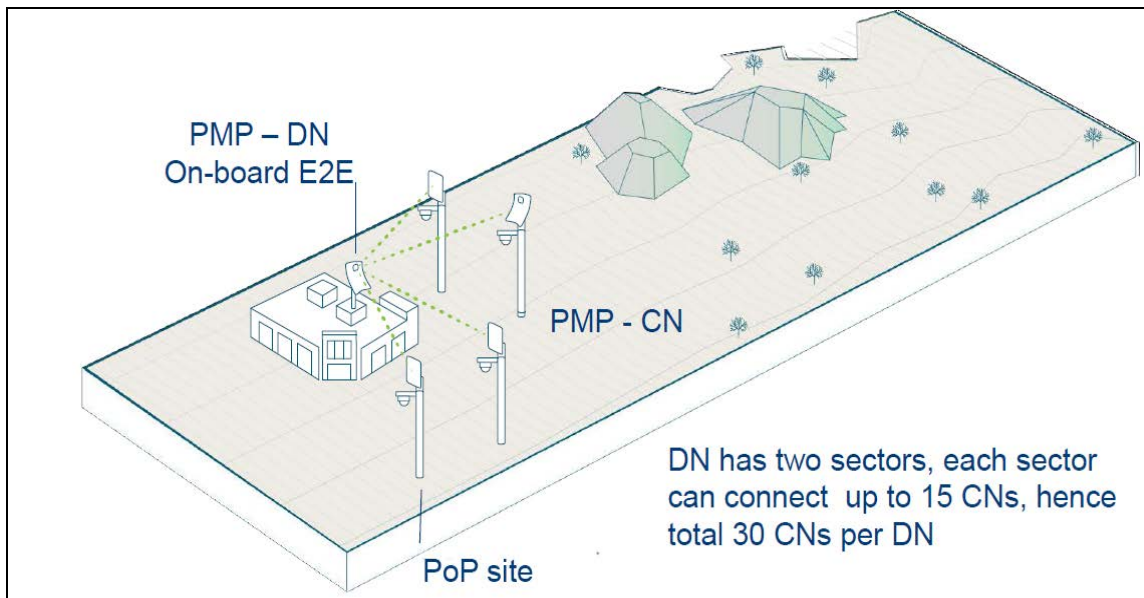 PMP – DN
On-board E2E
PMP - CN
DN has two sectors, each sector
can connect up to 15 CNs, hence
total 30 CNs per DN
PoP site